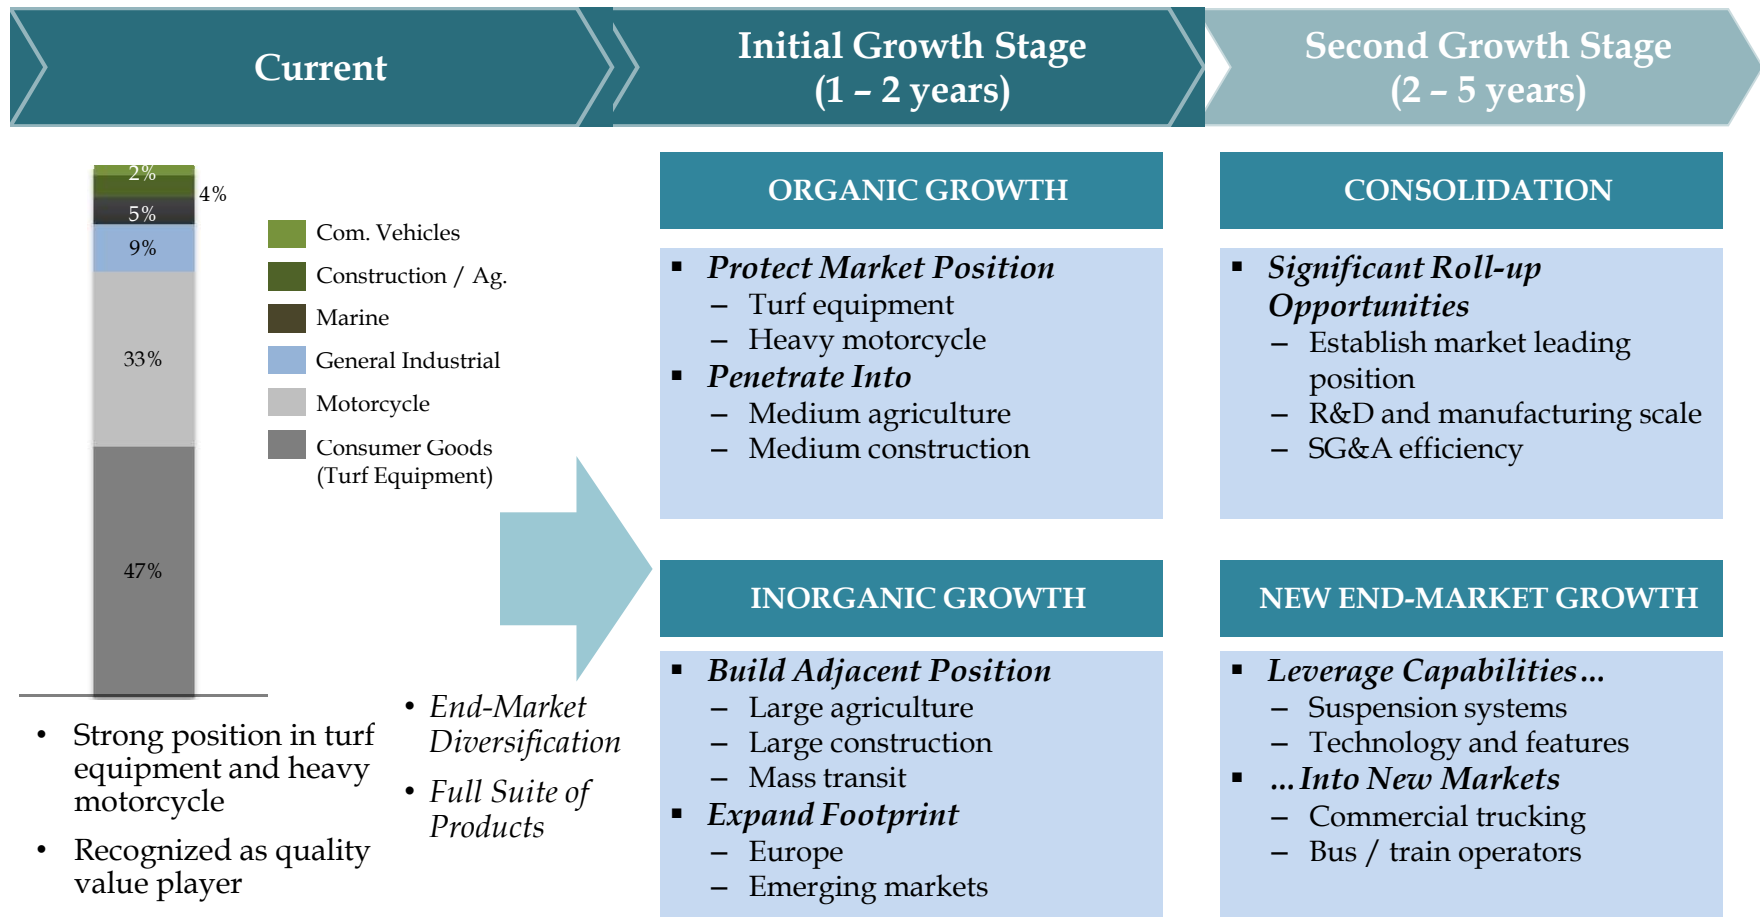 Current
Initial Growth Stage
(1 – 2 years)
Second Growth Stage
(2 – 5 years)
2%
4%
5%
9%
33%
47%
Com. Vehicles
Construction / Ag.
Marine
General Industrial
Motorcycle
Consumer Goods
(Turf Equipment)
• Strong position in turf
equipment and heavy
motorcycle
• Recognized as quality
value player
• End-Market
Diversification
• Full Suite of
Products
ORGANIC GROWTH
▪ Protect Market Position
– Turf equipment
– Heavy motorcycle
▪ Penetrate Into
– Medium agriculture
– Medium construction
INORGANIC GROWTH
▪ Build Adjacent Position
– Large agriculture
– Large construction
– Mass transit
▪ Expand Footprint
– Europe
– Emerging markets
CONSOLIDATION
▪ Significant Roll-up
Opportunities
– Establish market leading
position
– R&D and manufacturing scale
– SG&A efficiency
NEW END-MARKET GROWTH
▪ Leverage Capabilities…
– Suspension systems
– Technology and features
▪ …Into New Markets
– Commercial trucking
– Bus / train operators